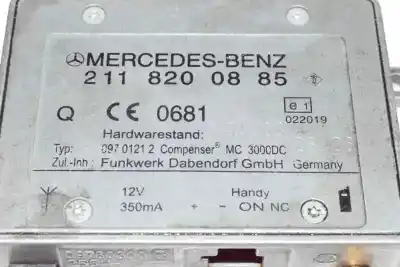 MERCEDES-BENZ
211 820 08 85
Q CE 0681
e1
022019
Hardwarestand:
Typ: 097 0121 2 Compenser® MC 3000DC
Zul.-Inh: Funkwerk Dabendorf GmbH Germany
12V Handy
350mA + - ON NC